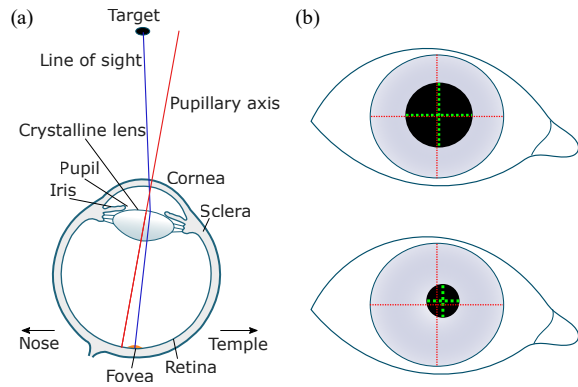 (a)
Target
(b)
Line of sight
Pupillary axis
Crystalline lens
Pupil
Cornea
Iris
Sclera
Nose
Temple
Retina
Fovea